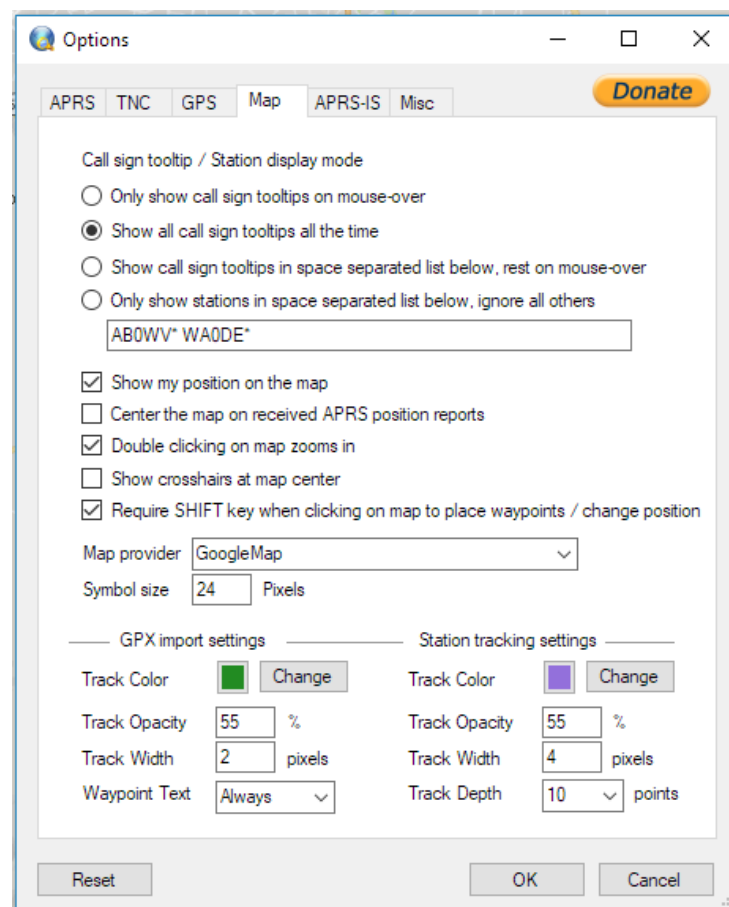 Options
APRS TNC GPS Map APRS-IS Misc Donate
Call sign tooltip / Station display mode
Only show call sign tooltips on mouse-over
Show all call sign tooltips all the time
Show call sign tooltips in space separated list below, rest on mouse-over
Only show stations in space separated list below, ignore all others
AB0WV* WA0DE*
Show my position on the map
Center the map on received APRS position reports
Double clicking on map zooms in
Show crosshairs at map center
Require SHIFT key when clicking on map to place waypoints / change position
Map provider GoogleMap
Symbol size 24 Pixels
GPX import settings Station tracking settings
Track Color Change Track Color Change
Track Opacity 55 % Track Opacity 55 %
Track Width 2 pixels Track Width 4 pixels
Waypoint Text Always Track Depth 10 points
Reset OK Cancel